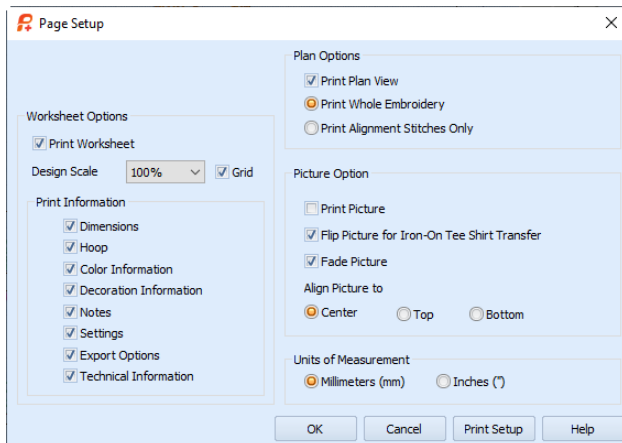 Page Setup
Worksheet Options
Print Worksheet
Design Scale 100% Grid
Print Information
Dimensions
Hoop
Color Information
Decoration Information
Notes
Settings
Export Options
Technical Information
Plan Options
Print Plan View
Print Whole Embroidery
Print Alignment Stitches Only
Picture Option
Print Picture
Flip Picture for Iron-On Tee Shirt Transfer
Fade Picture
Align Picture to
Center Top Bottom
Units of Measurement
Millimeters (mm) Inches (")
OK Cancel Print Setup Help